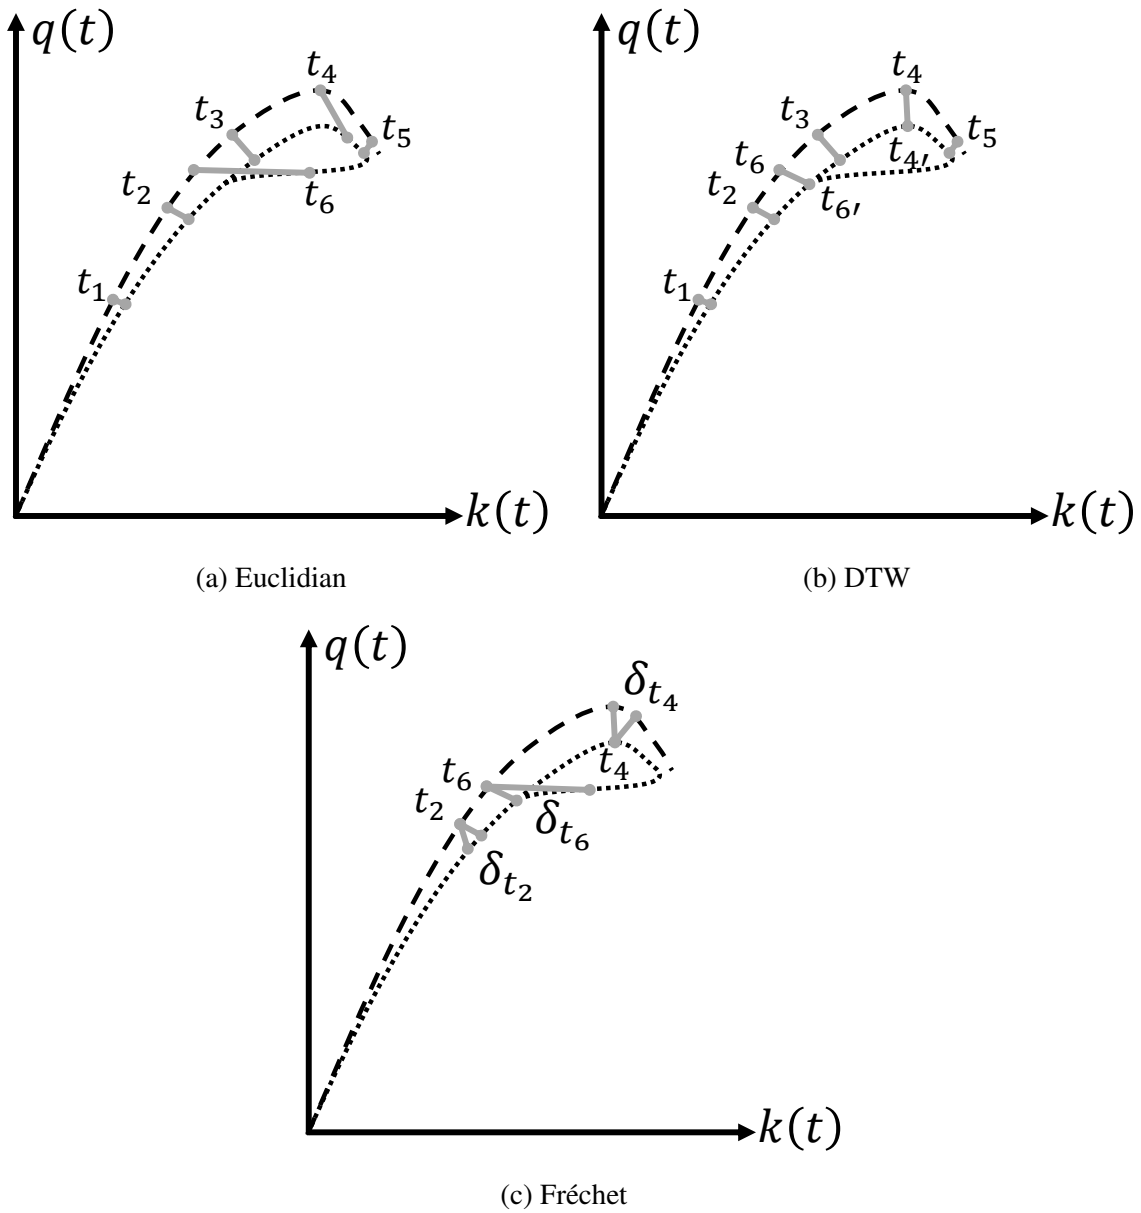 q(t)
t₄
t₃
t₅
t₂
t₆
t₁
k(t)
(a) Euclidian
q(t)
t₄
t₃
t₅
t₄′
t₆
t₂
t₆′
t₁
k(t)
(b) DTW
q(t)
δt₄
t₄
t₆
t₂
δt₆
δt₂
k(t)
(c) Fréchet